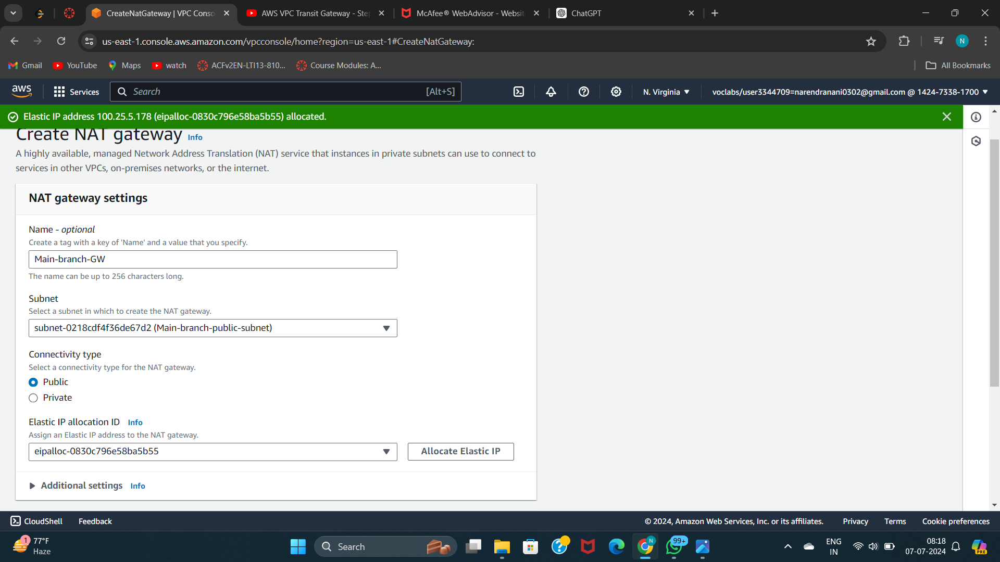 CreateNatGateway | VPC Conso
AWS VPC Transit Gateway - Ste
McAfee® WebAdvisor - Websit
ChatGPT
us-east-1.console.aws.amazon.com/vpcconsole/home?region=us-east-1#CreateNatGateway:
N
Gmail
YouTube
Maps
watch
ACFv2EN-LTI13-810...
Course Modules: A...
All Bookmarks
aws
Services
Search
[Alt+S]
N. Virginia
voclabs/user3344709=narendranani0302@gmail.com @ 1424-7338-1700
Elastic IP address 100.25.5.178 (eipalloc-0830c796e58ba5b55) allocated.
Create NAT gateway Info
A highly available, managed Network Address Translation (NAT) service that instances in private subnets can use to connect to
services in other VPCs, on-premises networks, or the internet.
NAT gateway settings
Name - optional
Create a tag with a key of 'Name' and a value that you specify.
Main-branch-GW
The name can be up to 256 characters long.
Subnet
Select a subnet in which to create the NAT gateway.
subnet-0218cdf4f36de67d2 (Main-branch-public-subnet)
Connectivity type
Select a connectivity type for the NAT gateway.
Public
Private
Elastic IP allocation ID Info
Assign an Elastic IP address to the NAT gateway.
eipalloc-0830c796e58ba5b55
Allocate Elastic IP
Additional settings Info
CloudShell
Feedback
© 2024, Amazon Web Services, Inc. or its affiliates.
Privacy
Terms
Cookie preferences
1
77°F
Haze
Search
N
99+
ENG
IN
08:18
07-07-2024
PRE